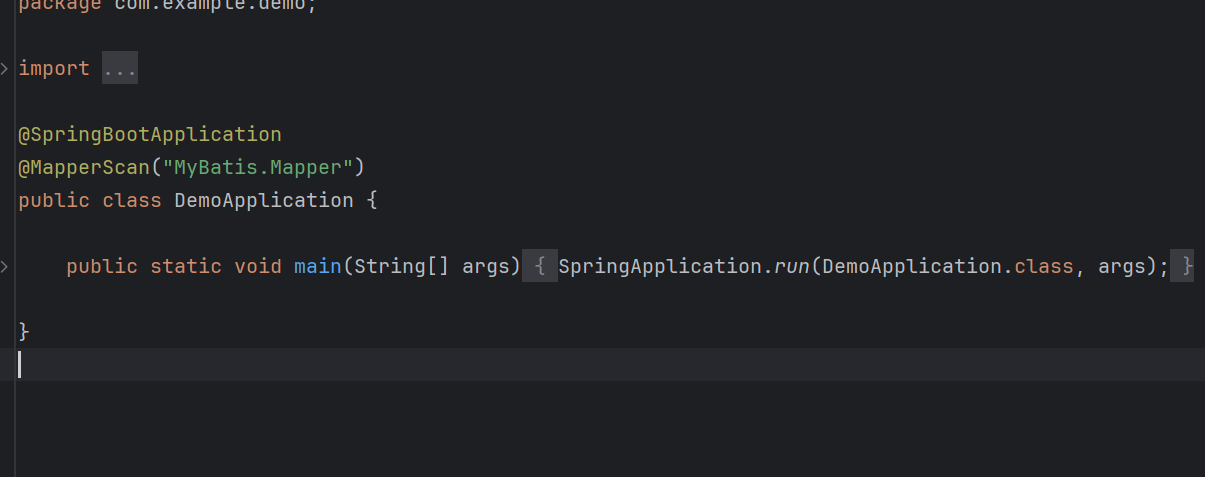 package com.example.demo;
import ...
@SpringBootApplication
@MapperScan("MyBatis.Mapper")
public class DemoApplication {
public static void main(String[] args) { SpringApplication.run(DemoApplication.class, args); }
}